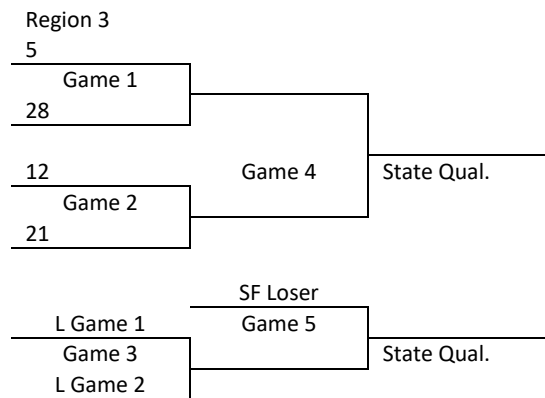 Region 3
5
Game 1
28
12
Game 4
State Qual.
Game 2
21
SF Loser
L Game 1
Game 5
Game 3
State Qual.
L Game 2